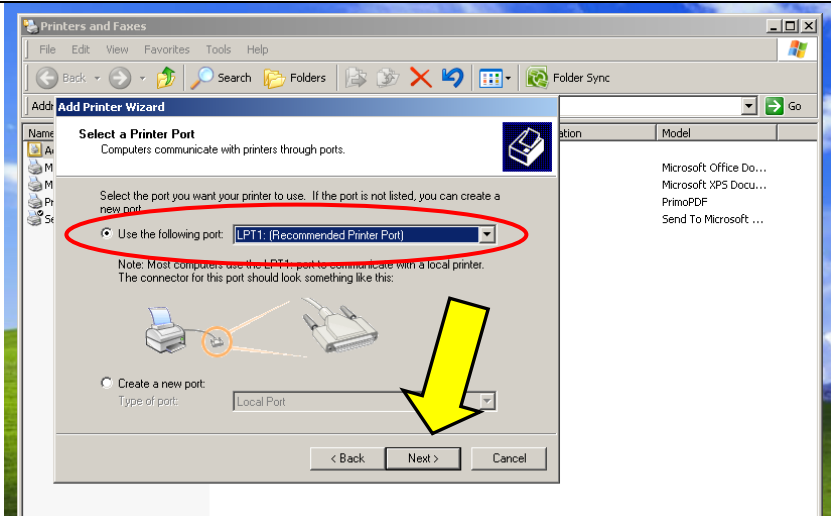 Printers and Faxes
File Edit View Favorites Tools Help
Back Search Folders Folder Sync
Addr Go
Add Printer Wizard
Name ation Model
Select a Printer Port
Computers communicate with printers through ports.
A
M Microsoft Office Do...
M Microsoft XPS Docu...
Pr PrimoPDF
Se Send To Microsoft ...
Select the port you want your printer to use. If the port is not listed, you can create a
new port.
Use the following port: LPT1: (Recommended Printer Port)
Note: Most computers use the LPT1: port to communicate with a local printer.
The connector for this port should look something like this:
Create a new port:
Type of port: Local Port
< Back Next > Cancel